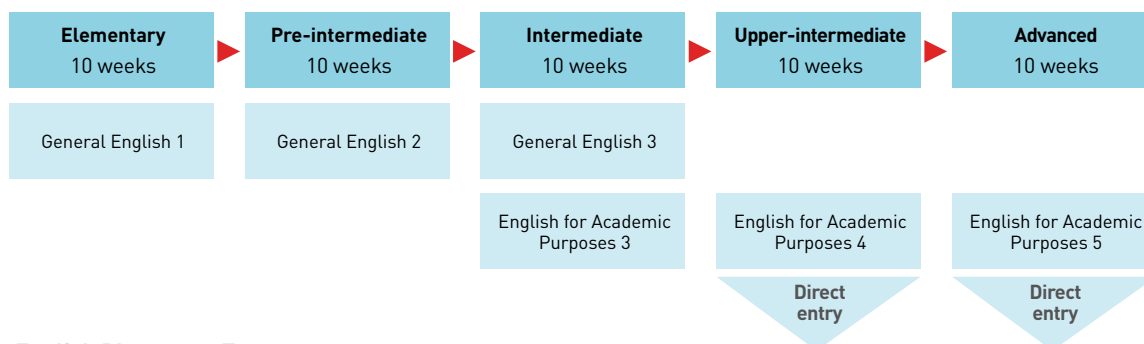 Elementary
10 weeks
Pre-intermediate
10 weeks
Intermediate
10 weeks
Upper-intermediate
10 weeks
Advanced
10 weeks
General English 1
General English 2
General English 3
English for Academic
Purposes 3
English for Academic
Purposes 4
English for Academic
Purposes 5
Direct
entry
Direct
entry